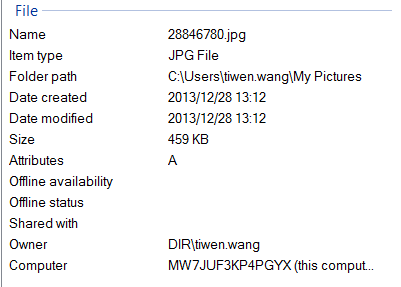 File
Name 28846780.jpg
Item type JPG File
Folder path C:\Users\tiwen.wang\My Pictures
Date created 2013/12/28 13:12
Date modified 2013/12/28 13:12
Size 459 KB
Attributes A
Offline availability
Offline status
Shared with
Owner DIR\tiwen.wang
Computer MW7JUF3KP4PGYX (this comput...